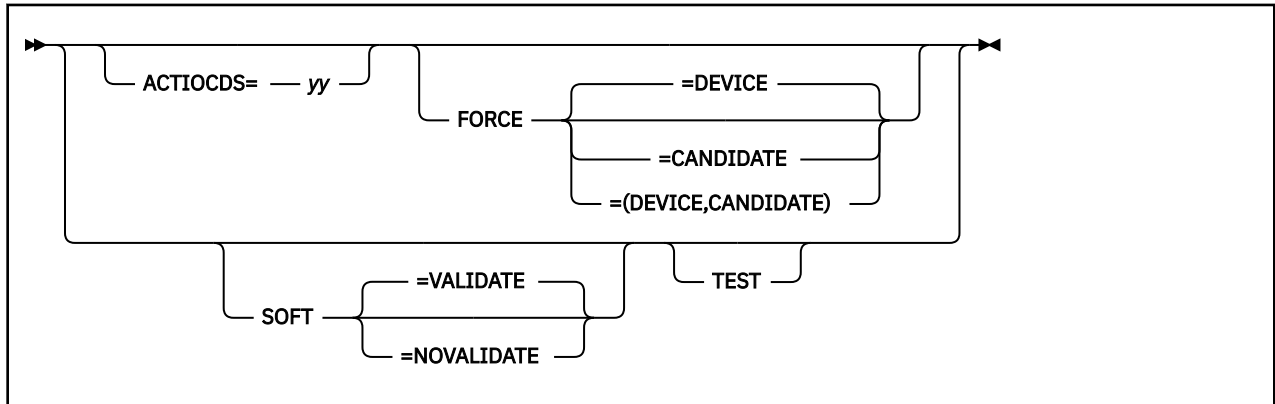 ACTIOCDS= yy
FORCE
=DEVICE
=CANDIDATE
=(DEVICE,CANDIDATE)
SOFT
=VALIDATE
=NOVALIDATE
TEST